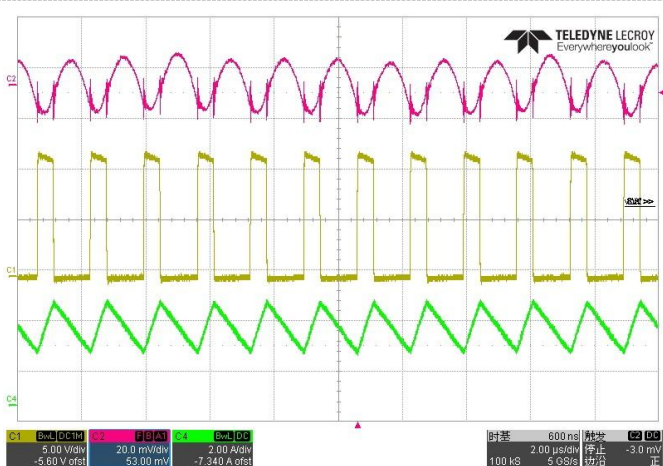 TELEDYNE LECROY
Everywhereyoulook™
C2
C1
C4
C1 BwL DC1M
5.00 V/div
-5.60 V ofst
C2 F B A1
20.0 mV/div
53.00 mV
C4 BwL DC
2.00 A/div
-7.340 A ofst
时基 600 ns
2.00 µs/div
100 kS 5 GS/s
触发 C2 DC
停止 -3.0 mV
边沿 正